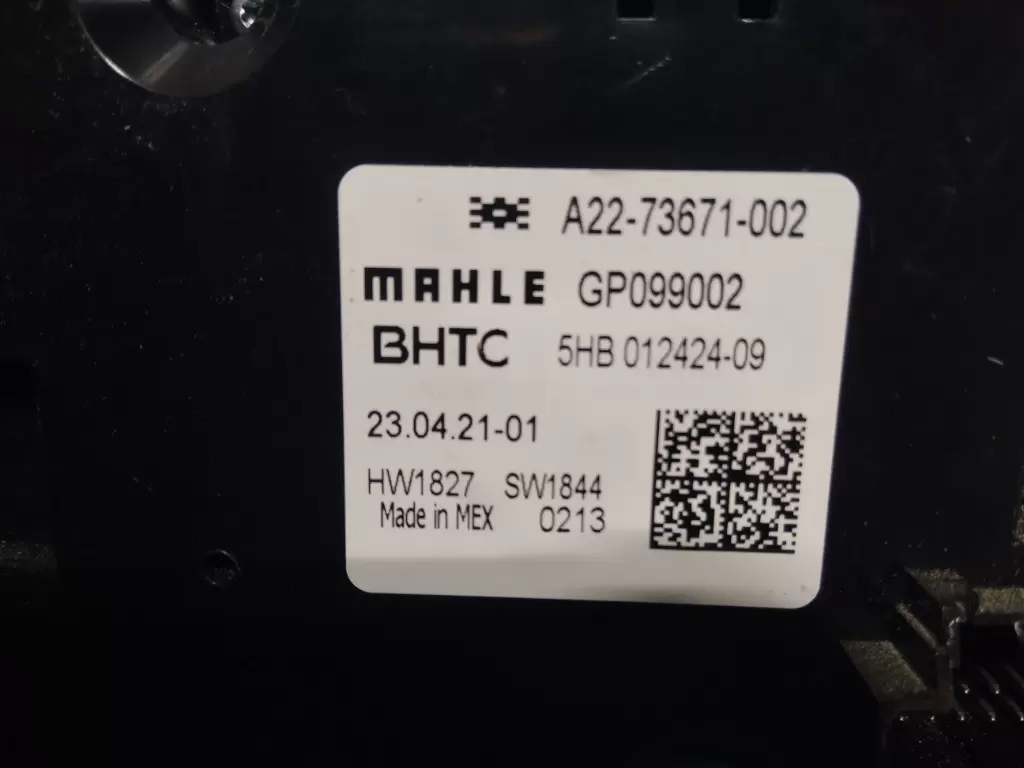 A22-73671-002
MAHLE GP099002
BHTC 5HB 012424-09
23.04.21-01
HW1827 SW1844
Made in MEX 0213